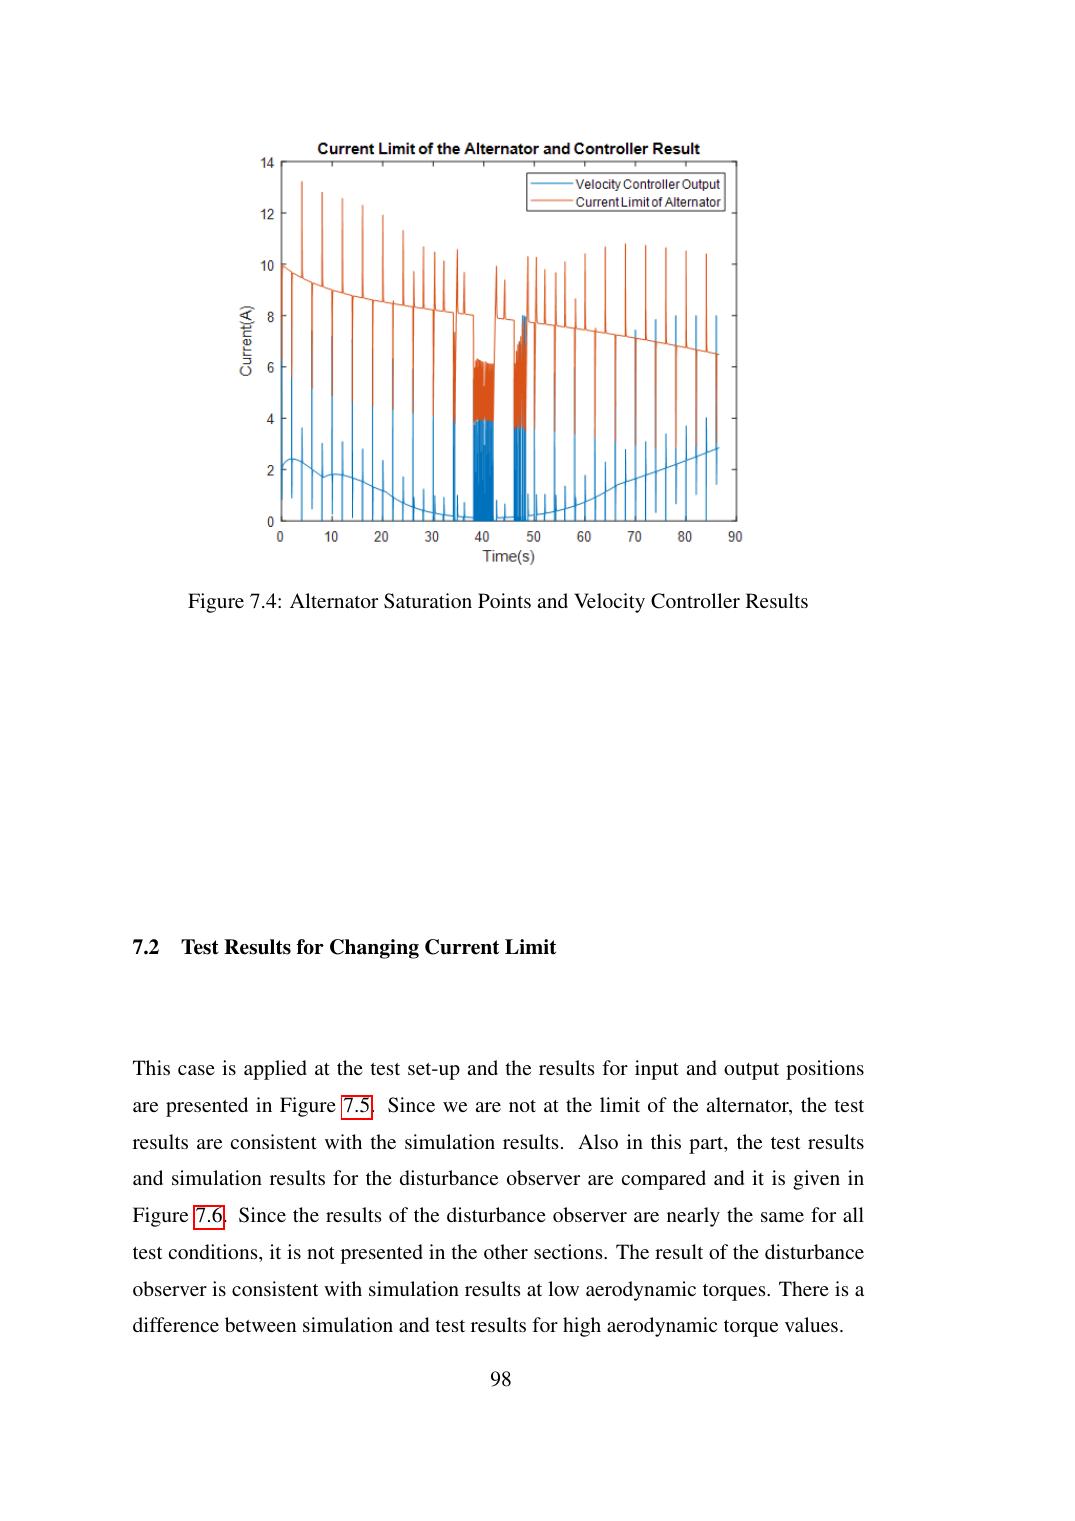 Current Limit of the Alternator and Controller Result
14
12
10
8
6
4
2
0
Current(A)
Velocity Controller Output
Current Limit of Alternator
0 10 20 30 40 50 60 70 80 90
Time(s)
Figure 7.4: Alternator Saturation Points and Velocity Controller Results
7.2 Test Results for Changing Current Limit
This case is applied at the test set-up and the results for input and output positions
are presented in Figure 7.5. Since we are not at the limit of the alternator, the test
results are consistent with the simulation results. Also in this part, the test results
and simulation results for the disturbance observer are compared and it is given in
Figure 7.6. Since the results of the disturbance observer are nearly the same for all
test conditions, it is not presented in the other sections. The result of the disturbance
observer is consistent with simulation results at low aerodynamic torques. There is a
difference between simulation and test results for high aerodynamic torque values.
98